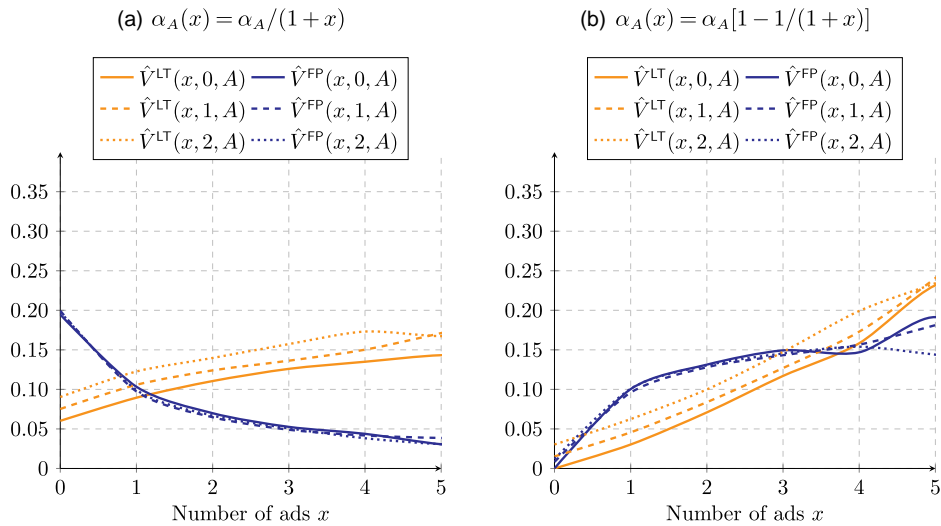 (a) α_A(x) = α_A/(1+x)
V̂^LT(x,0,A) V̂^FP(x,0,A)
V̂^LT(x,1,A) V̂^FP(x,1,A)
V̂^LT(x,2,A) V̂^FP(x,2,A)
0.35
0.30
0.25
0.20
0.15
0.10
0.05
0
0 1 2 3 4 5
Number of ads x
(b) α_A(x) = α_A[1−1/(1+x)]
V̂^LT(x,0,A) V̂^FP(x,0,A)
V̂^LT(x,1,A) V̂^FP(x,1,A)
V̂^LT(x,2,A) V̂^FP(x,2,A)
0.35
0.30
0.25
0.20
0.15
0.10
0.05
0
0 1 2 3 4 5
Number of ads x